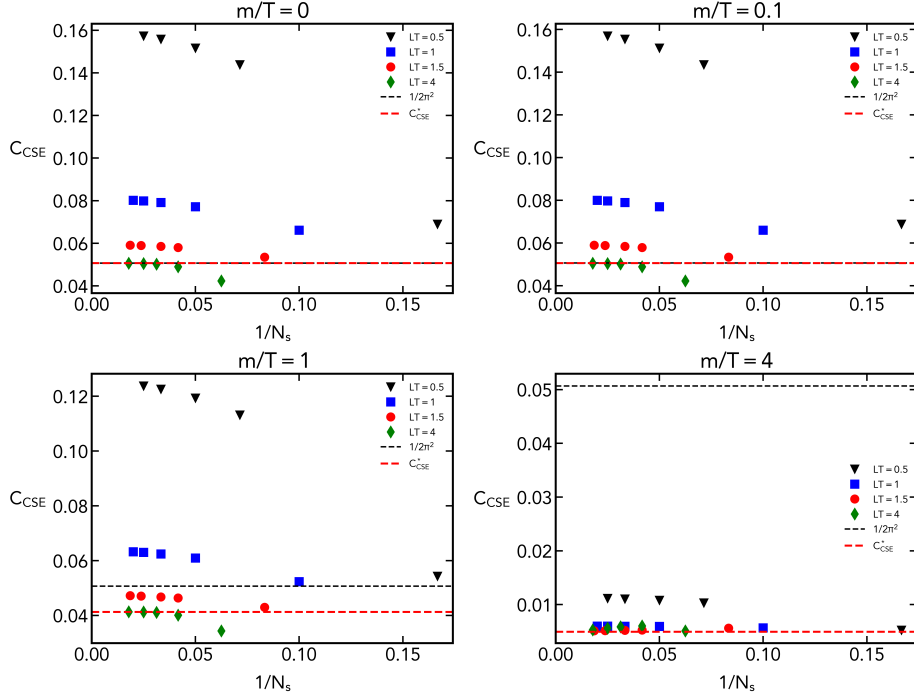 m/T = 0
C_CSE
0.16
0.14
0.12
0.10
0.08
0.06
0.04
0.00
0.05
0.10
0.15
1/N_s
LT = 0.5
LT = 1
LT = 1.5
LT = 4
1/2π²
C*_CSE
m/T = 0.1
C_CSE
0.16
0.14
0.12
0.10
0.08
0.06
0.04
0.00
0.05
0.10
0.15
1/N_s
LT = 0.5
LT = 1
LT = 1.5
LT = 4
1/2π²
C*_CSE
m/T = 1
C_CSE
0.12
0.10
0.08
0.06
0.04
0.00
0.05
0.10
0.15
1/N_s
LT = 0.5
LT = 1
LT = 1.5
LT = 4
1/2π²
C*_CSE
m/T = 4
C_CSE
0.05
0.04
0.03
0.02
0.01
0.00
0.05
0.10
0.15
1/N_s
LT = 0.5
LT = 1
LT = 1.5
LT = 4
1/2π²
C*_CSE